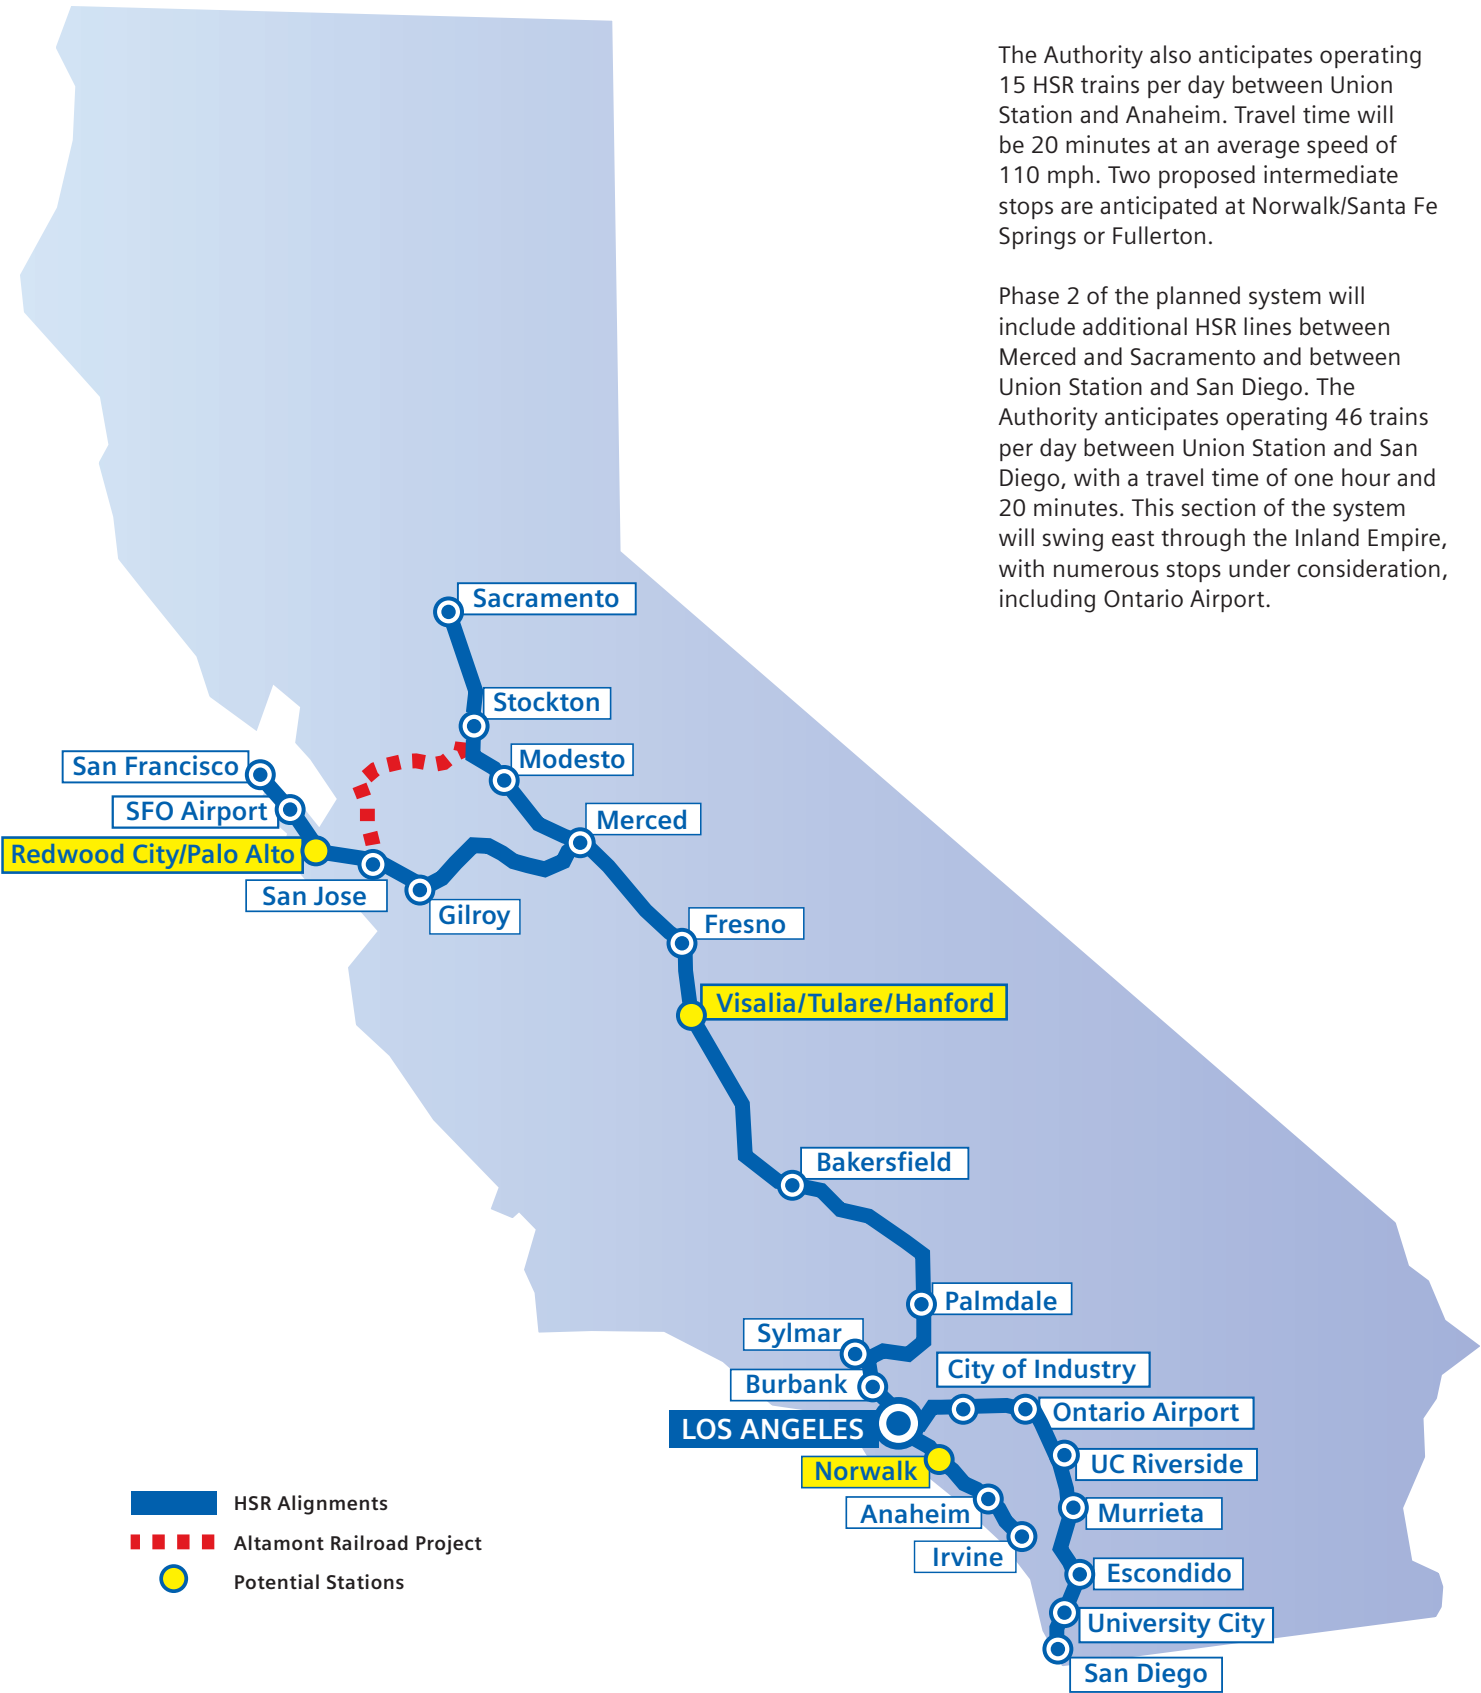 The Authority also anticipates operating
15 HSR trains per day between Union
Station and Anaheim. Travel time will
be 20 minutes at an average speed of
110 mph. Two proposed intermediate
stops are anticipated at Norwalk/Santa Fe
Springs or Fullerton.
Phase 2 of the planned system will
include additional HSR lines between
Merced and Sacramento and between
Union Station and San Diego. The
Authority anticipates operating 46 trains
per day between Union Station and San
Diego, with a travel time of one hour and
20 minutes. This section of the system
will swing east through the Inland Empire,
with numerous stops under consideration,
including Ontario Airport.
Sacramento
Stockton
Modesto
San Francisco
SFO Airport
Merced
Redwood City/Palo Alto
San Jose
Gilroy
Fresno
Visalia/Tulare/Hanford
Bakersfield
Palmdale
Sylmar
City of Industry
Burbank
Ontario Airport
LOS ANGELES
UC Riverside
Norwalk
Anaheim
Murrieta
Irvine
Escondido
University City
San Diego
HSR Alignments
Altamont Railroad Project
Potential Stations